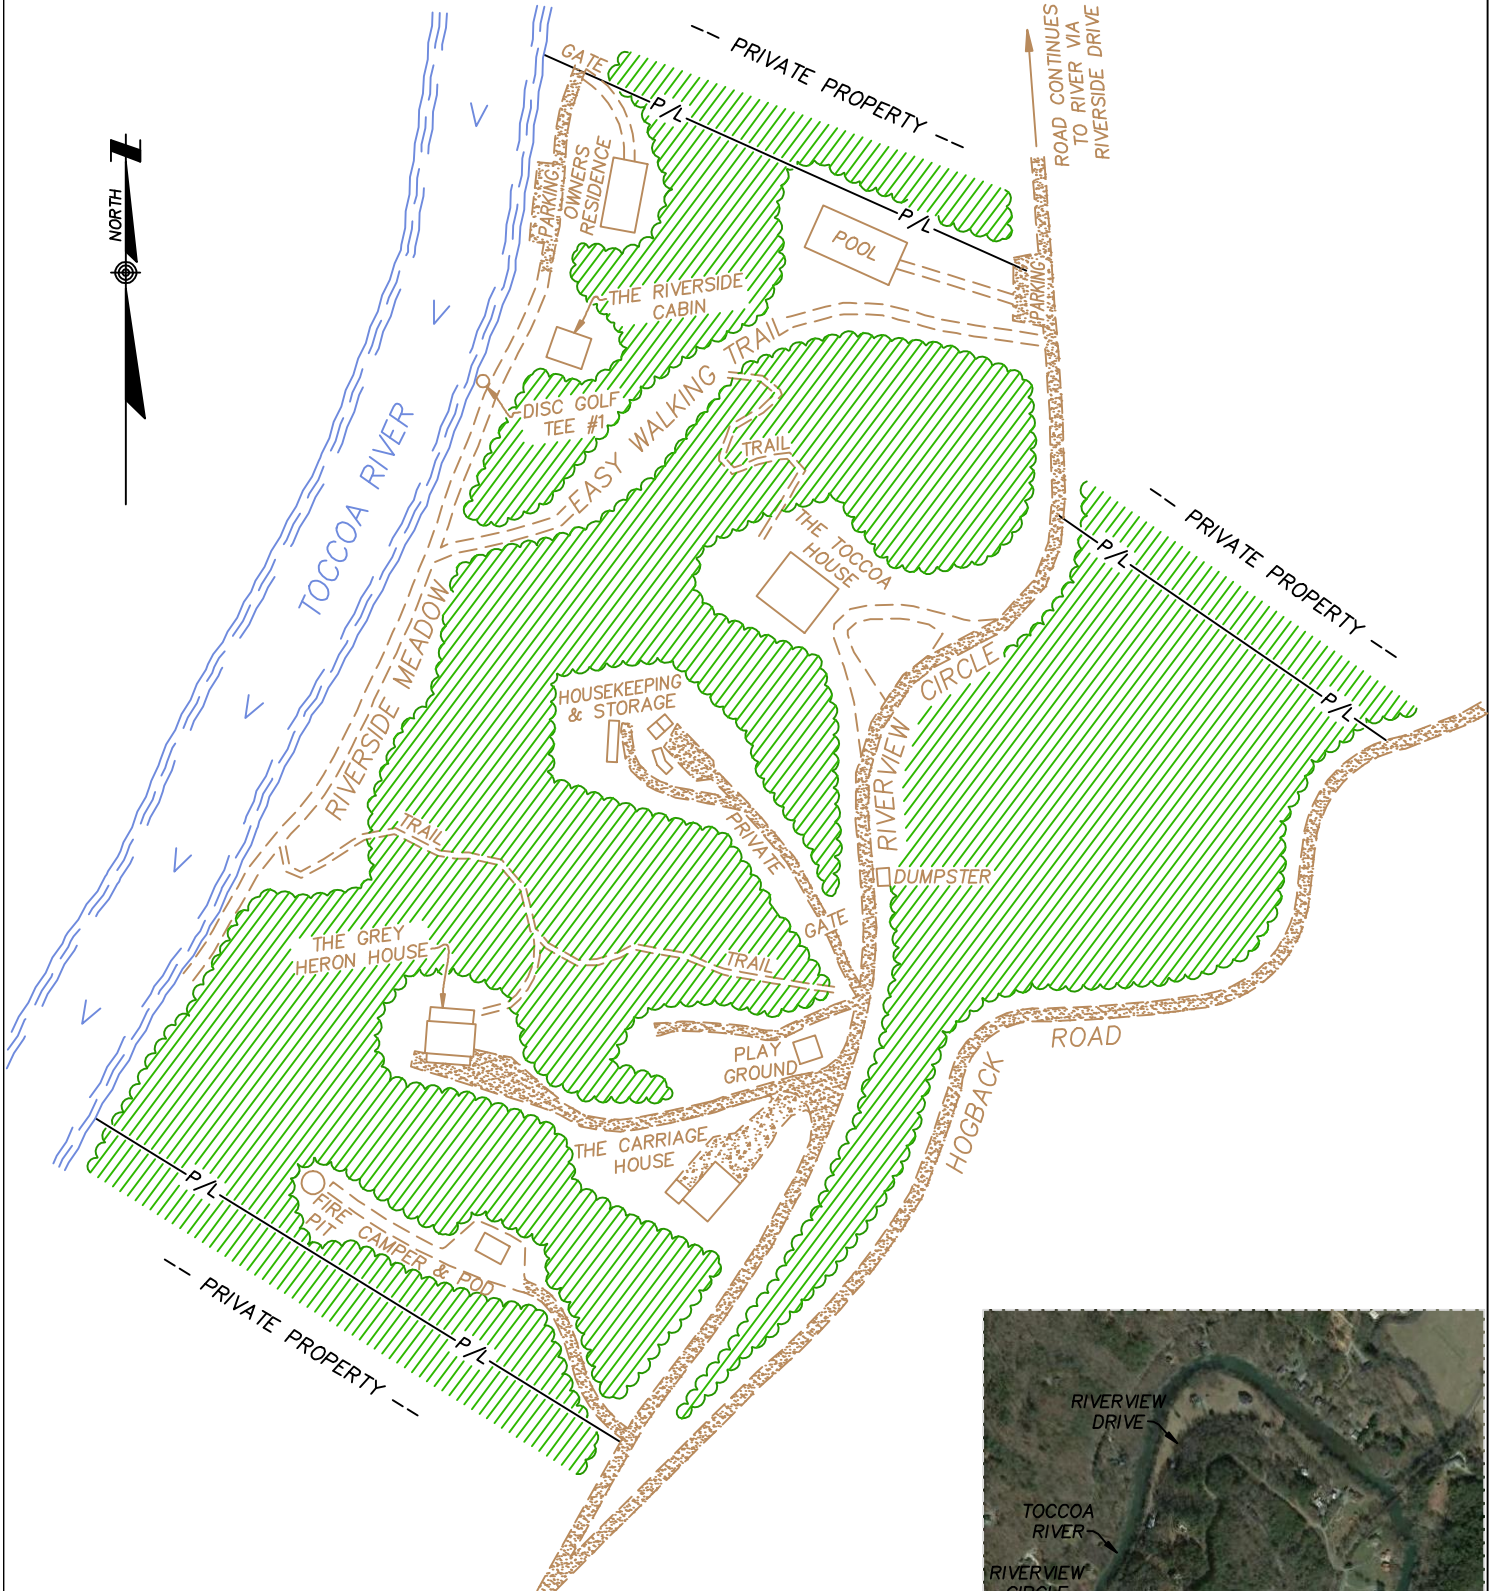 ROAD CONTINUES
TO RIVER VIA
RIVERSIDE DRIVE
-- PRIVATE PROPERTY --
GATE
P/L
P/L
NORTH
PARKING
OWNERS
RESIDENCE
POOL
PARKING
THE RIVERSIDE
CABIN
EASY WALKING TRAIL
DISC GOLF
TEE #1
TRAIL
TOCCOA RIVER
THE TOCCOA
HOUSE
P/L
-- PRIVATE PROPERTY --
P/L
RIVERSIDE MEADOW
HOUSEKEEPING
& STORAGE
RIVERVIEW CIRCLE
PRIVATE
TRAIL
DUMPSTER
GATE
THE GREY
HERON HOUSE
TRAIL
PLAY
GROUND
HOGBACK ROAD
THE CARRIAGE
HOUSE
P/L
FIRE
PIT
CAMPER & POD
-- PRIVATE PROPERTY --
P/L
RIVERVIEW
DRIVE
TOCCOA
RIVER
RIVERVIEW
CIRCLE